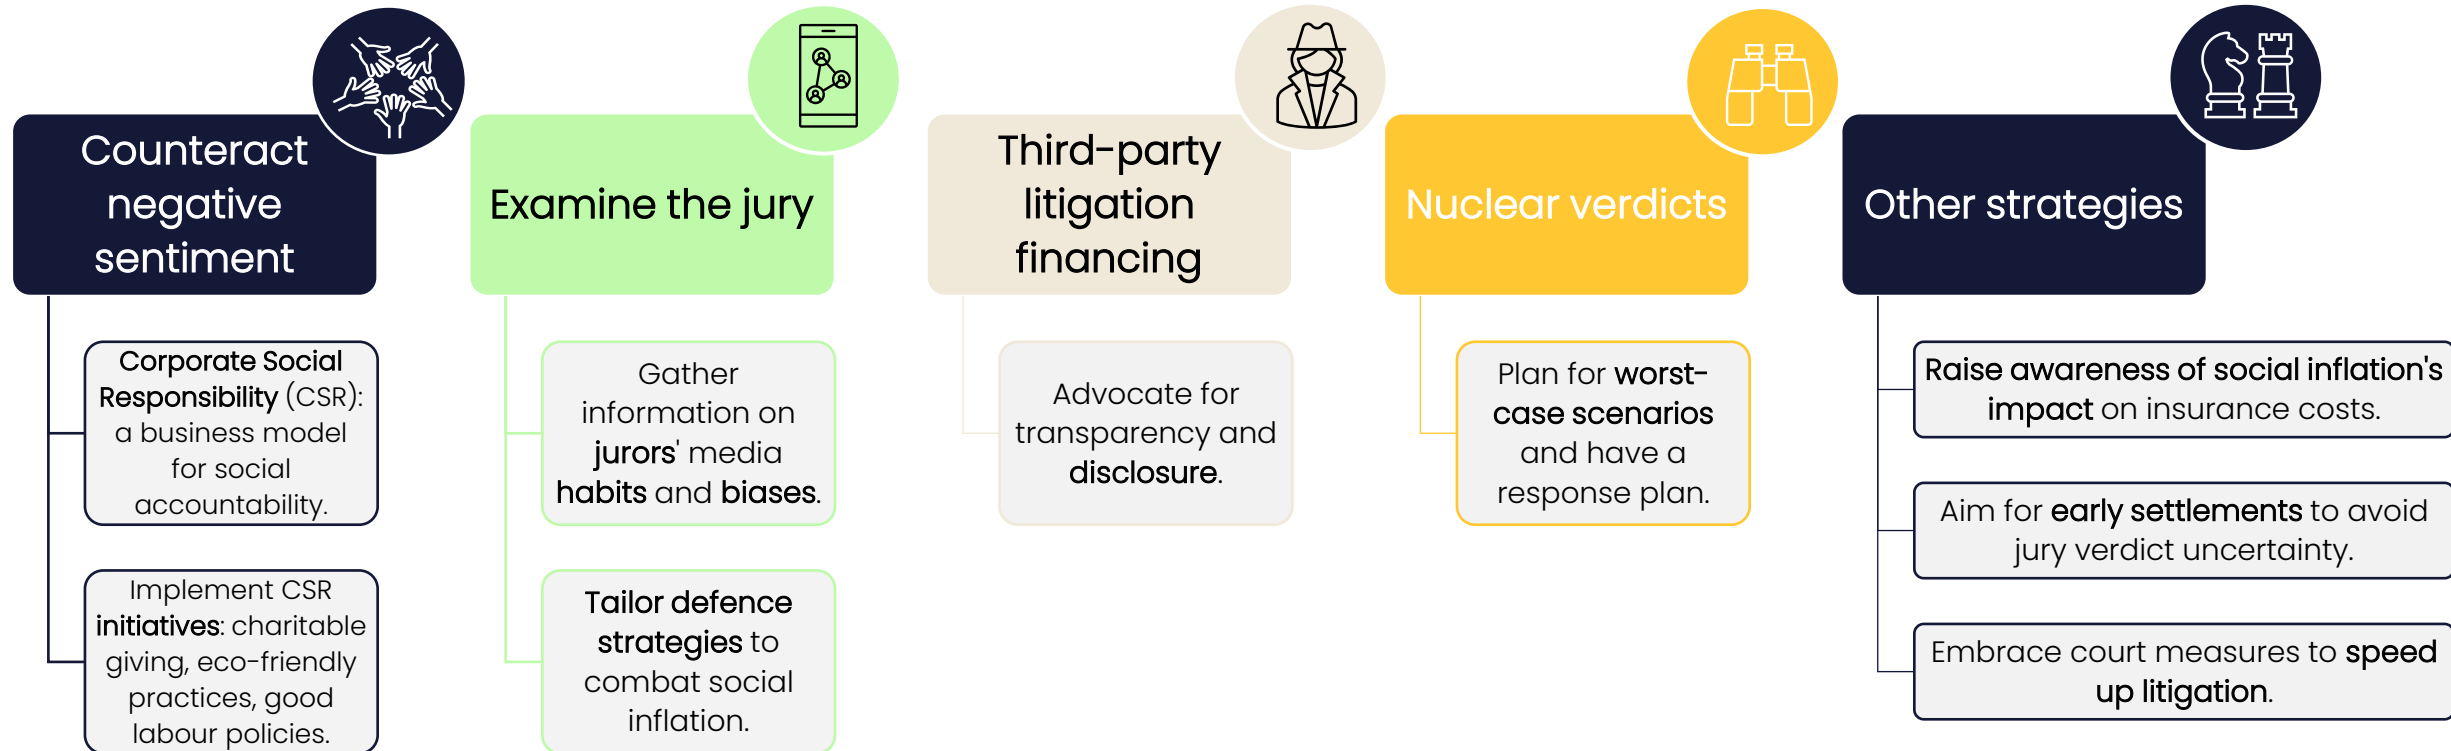 Counteract
negative
sentiment
Corporate Social
Responsibility (CSR):
a business model
for social
accountability.
Implement CSR
initiatives: charitable
giving, eco-friendly
practices, good
labour policies.
Examine the jury
Gather
information on
jurors' media
habits and biases.
Tailor defence
strategies to
combat social
inflation.
Third-party
litigation
financing
Advocate for
transparency and
disclosure.
Nuclear verdicts
Plan for worst-
case scenarios
and have a
response plan.
Other strategies
Raise awareness of social inflation's
impact on insurance costs.
Aim for early settlements to avoid
jury verdict uncertainty.
Embrace court measures to speed
up litigation.